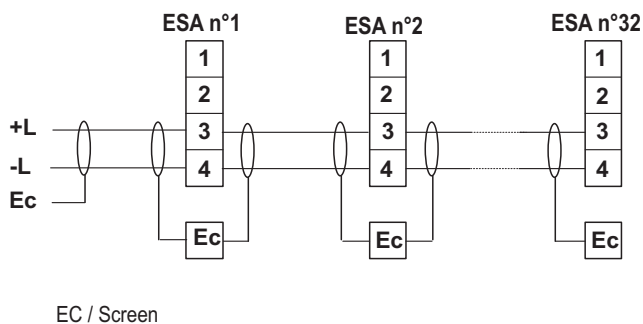 ESA n°1 ESA n°2 ESA n°32
1 1 1
2 2 2
+L 3 3 3
-L 4 4 4
Ec
Ec Ec Ec
EC / Screen